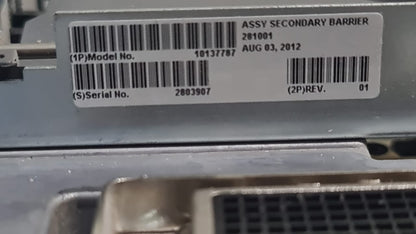 ASSY SECONDARY BARRIER
281001
(1P)Model No. 10137787
AUG 03, 2012
(S)Serial No. 2803907
(2P)REV. 01